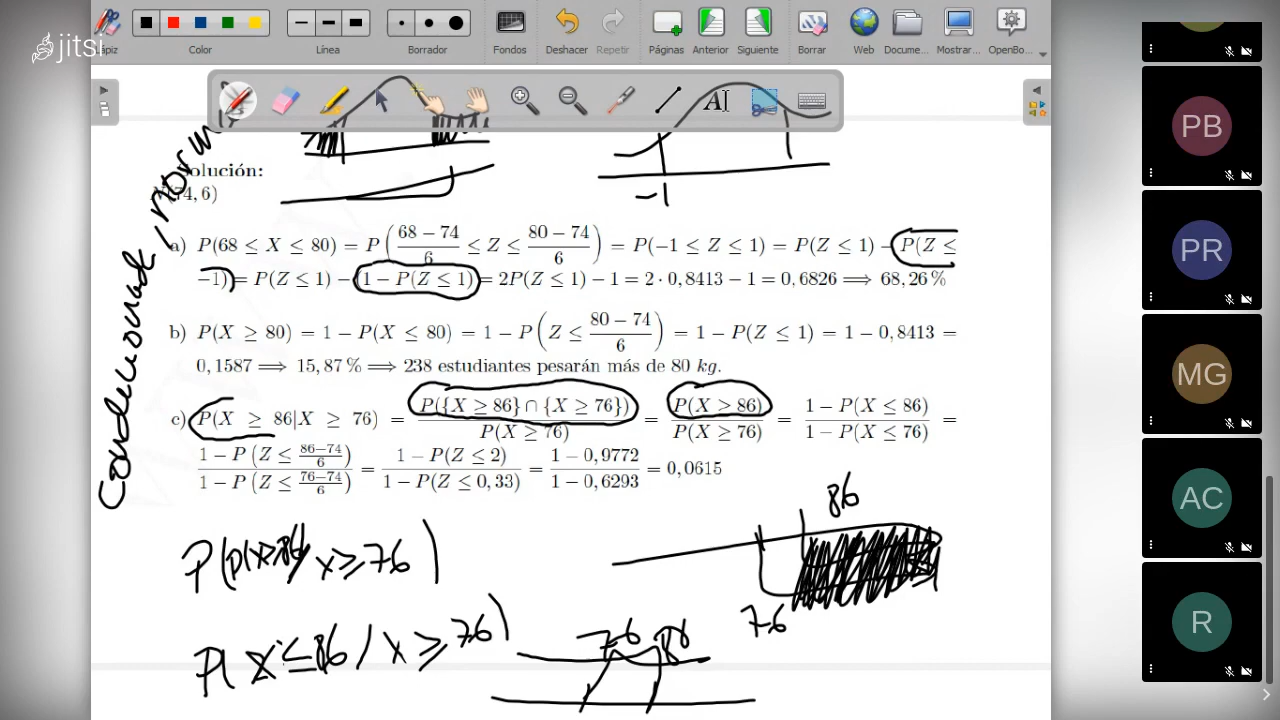 Lápiz Color Línea Borrador Fondos Deshacer Repetir Páginas Anterior Siguiente Borrar Web Docume... Mostrar... OpenBo...
jitsi
olución:
(74, 6)
a) P(68 ≤ X ≤ 80) = P((68 − 74)/6 ≤ Z ≤ (80 − 74)/6) = P(−1 ≤ Z ≤ 1) = P(Z ≤ 1) − P(Z ≤
−1) = P(Z ≤ 1) − (1 − P(Z ≤ 1)) = 2P(Z ≤ 1) − 1 = 2 · 0,8413 − 1 = 0,6826 ⟹ 68,26 %
b) P(X ≥ 80) = 1 − P(X ≤ 80) = 1 − P(Z ≤ (80 − 74)/6) = 1 − P(Z ≤ 1) = 1 − 0,8413 =
0,1587 ⟹ 15,87 % ⟹ 238 estudiantes pesarán más de 80 kg.
c) P(X ≥ 86|X ≥ 76) = P({X ≥ 86} ∩ {X ≥ 76})/P(X ≥ 76) = P(X ≥ 86)/P(X ≥ 76) = (1 − P(X ≤ 86))/(1 − P(X ≤ 76)) =
(1 − P(Z ≤ (86−74)/6))/(1 − P(Z ≤ (76−74)/6)) = (1 − P(Z ≤ 2))/(1 − P(Z ≤ 0,33)) = (1 − 0,9772)/(1 − 0,6293) = 0,0615
−1
86
76
P(P(X≥86/ X≥76)
P(X≤86/ X≥76)
76 86
PB
PR
MG
AC
R